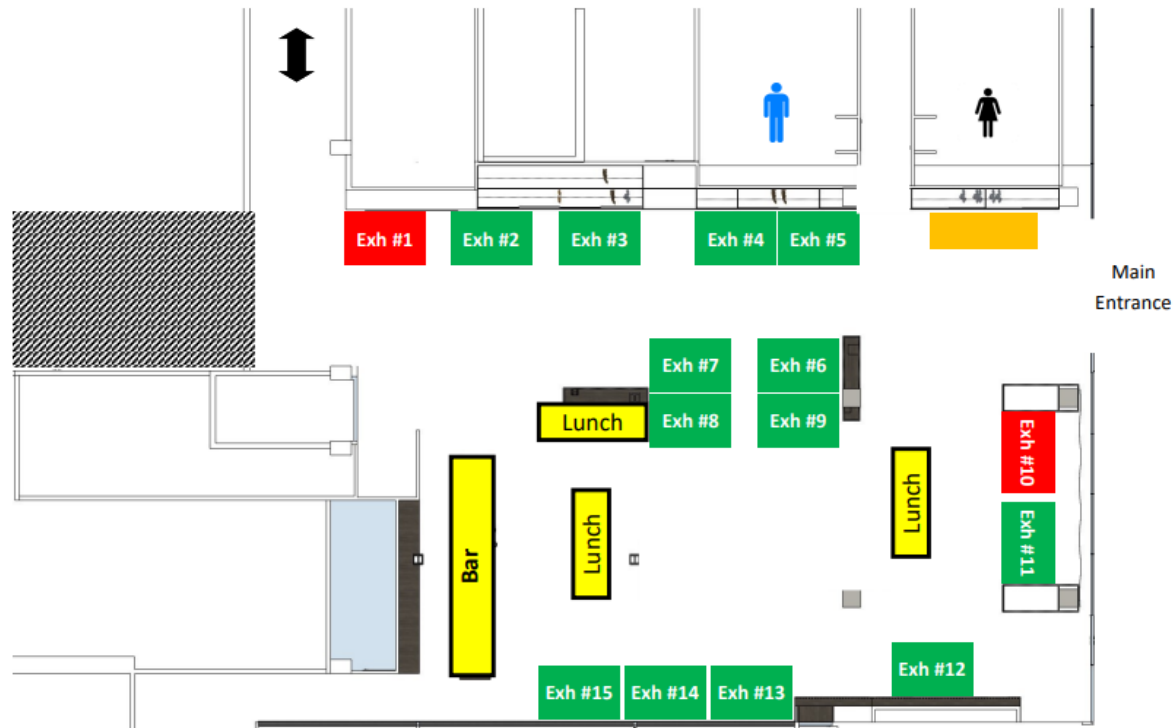 Exh #1
Exh #2
Exh #3
Exh #4
Exh #5
Main
Entrance
Exh #7
Exh #6
Lunch
Exh #8
Exh #9
Exh #10
Lunch
Bar
Lunch
Exh #11
Exh #12
Exh #15
Exh #14
Exh #13